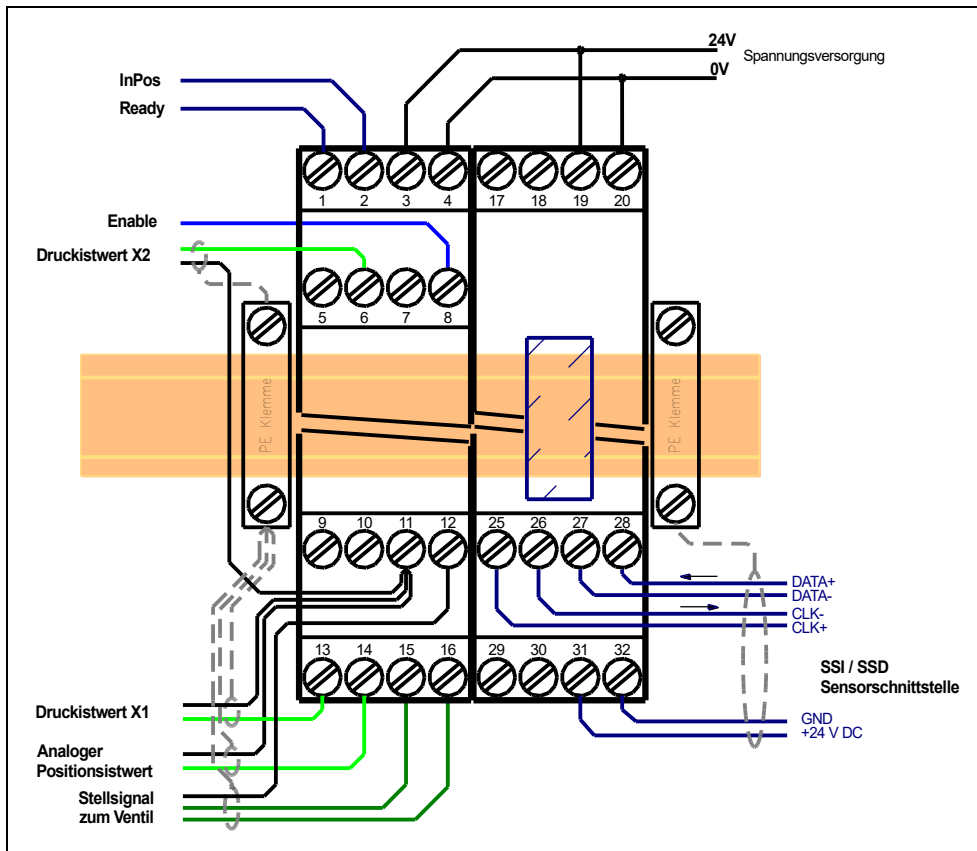 24V
Spannungsversorgung
0V
InPos
Ready
1 2 3 4 17 18 19 20
Enable
Druckistwert X2
5 6 7 8
PE Klemme
PE Klemme
9 10 11 12 25 26 27 28
DATA+
DATA-
CLK-
CLK+
13 14 15 16 29 30 31 32
SSI / SSD
Sensorschnittstelle
Druckistwert X1
GND
+24 V DC
Analoger
Positionsistwert
Stellsignal
zum Ventil